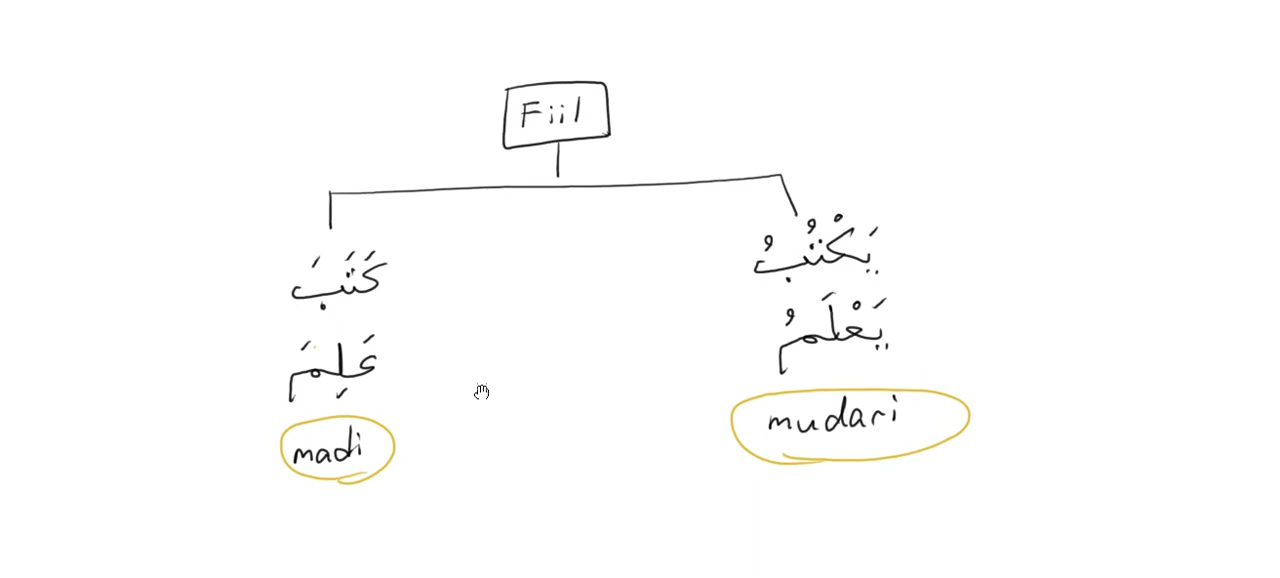 Fiil
كَتَبَ
عَلِمَ
madi
يَكْتُبُ
يَعْلَمُ
mudari